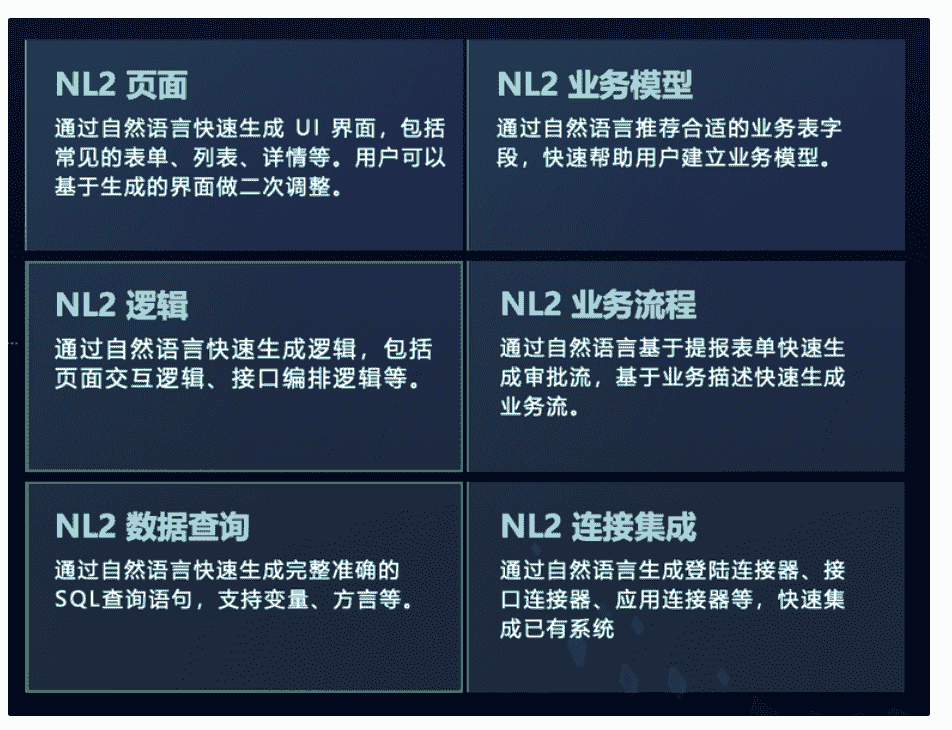 NL2 页面
通过自然语言快速生成 UI 界面，包括
常见的表单、列表、详情等。用户可以
基于生成的界面做二次调整。
NL2 业务模型
通过自然语言推荐合适的业务表字
段，快速帮助用户建立业务模型。
NL2 逻辑
通过自然语言快速生成逻辑，包括
页面交互逻辑、接口编排逻辑等。
NL2 业务流程
通过自然语言基于提报表单快速生
成审批流，基于业务描述快速生成
业务流。
NL2 数据查询
通过自然语言快速生成完整准确的
SQL查询语句，支持变量、方言等。
NL2 连接集成
通过自然语言生成登陆连接器、接
口连接器、应用连接器等，快速集
成已有系统